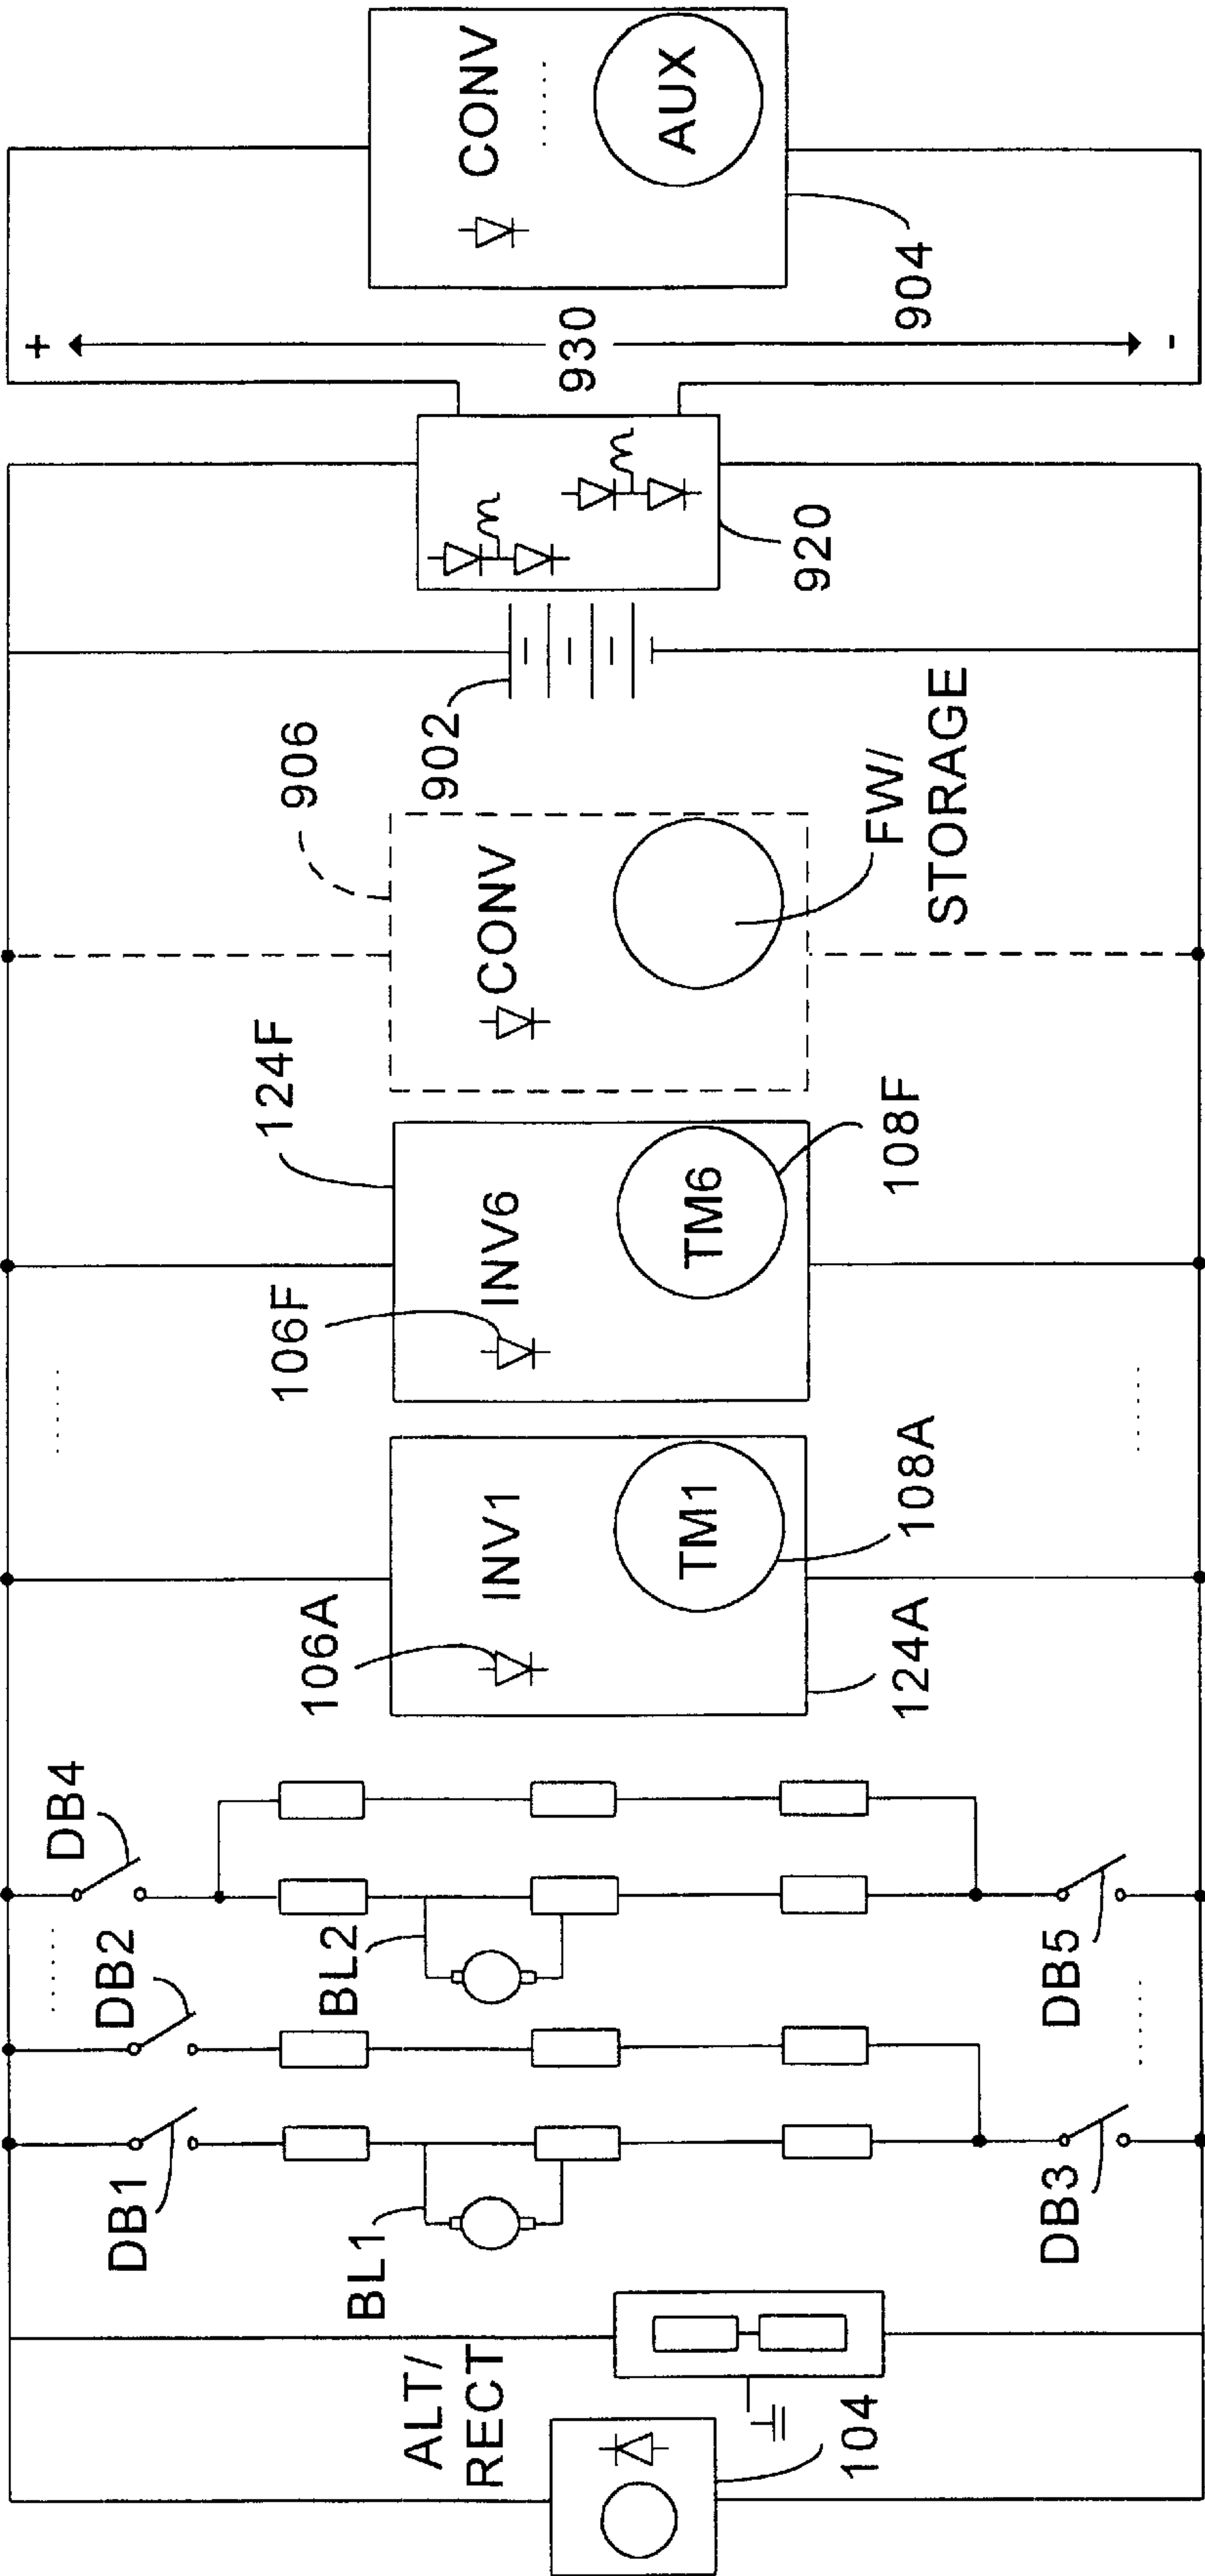 ALT/
RECT
104
BL1
DB1
DB2
DB3
BL2
DB4
DB5
106A
INV1
TM1
124A
108A
106F
124F
INV6
TM6
108F
906
CONV
FW/
STORAGE
902
920
+
930
-
CONV
AUX
904